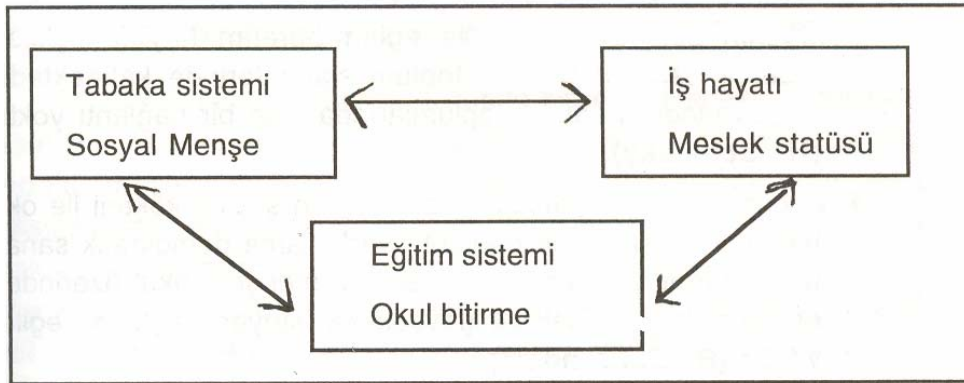 Tabaka sistemi
Sosyal Menşe
İş hayatı
Meslek statüsü
Eğitim sistemi
Okul bitirme